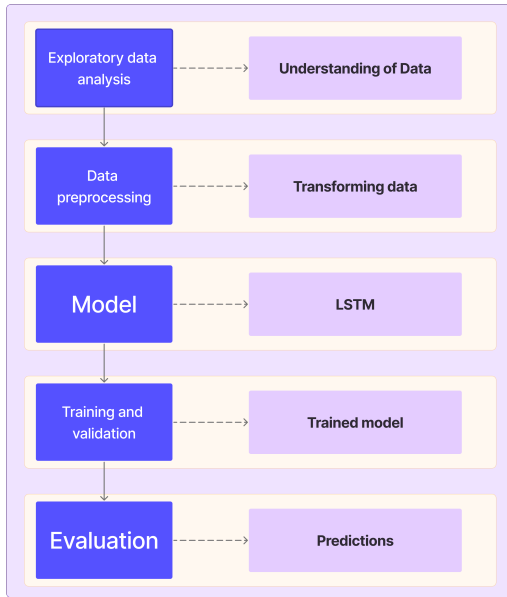 Exploratory data
analysis
Understanding of Data
Data
preprocessing
Transforming data
Model
LSTM
Training and
validation
Trained model
Evaluation
Predictions